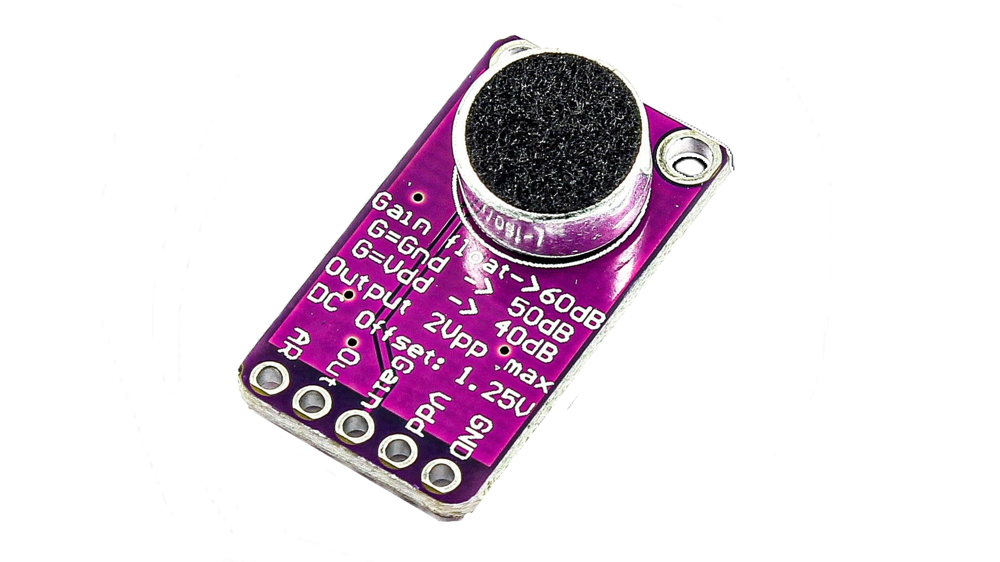 Gain float->60dB
G=Gnd -> 50dB
G=Vdd -> 40dB
Output 2Vpp max
DC Offset: 1.25V
AR
Out
Gain
Vdd
GND